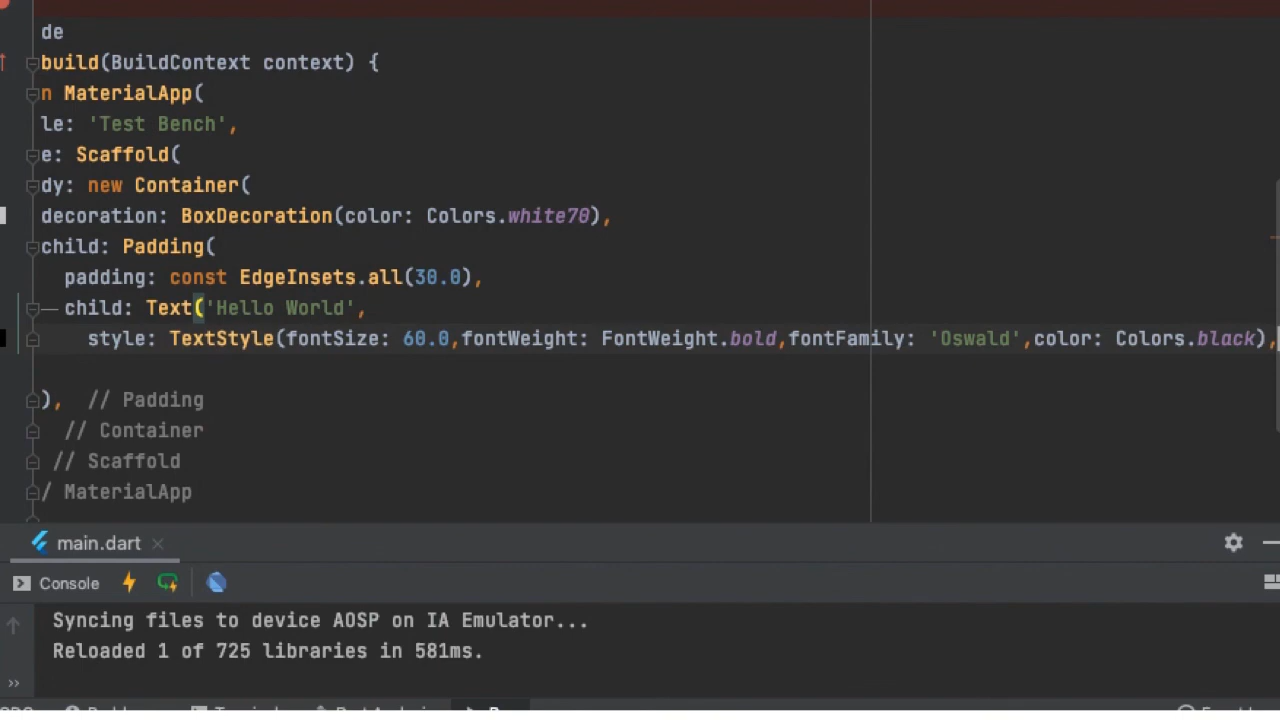 de
build(BuildContext context) {
n MaterialApp(
le: 'Test Bench',
e: Scaffold(
dy: new Container(
decoration: BoxDecoration(color: Colors.white70),
child: Padding(
padding: const EdgeInsets.all(30.0),
child: Text('Hello World',
style: TextStyle(fontSize: 60.0,fontWeight: FontWeight.bold,fontFamily: 'Oswald',color: Colors.black),
), // Padding
// Container
// Scaffold
/ MaterialApp
main.dart
Console
Syncing files to device AOSP on IA Emulator...
Reloaded 1 of 725 libraries in 581ms.